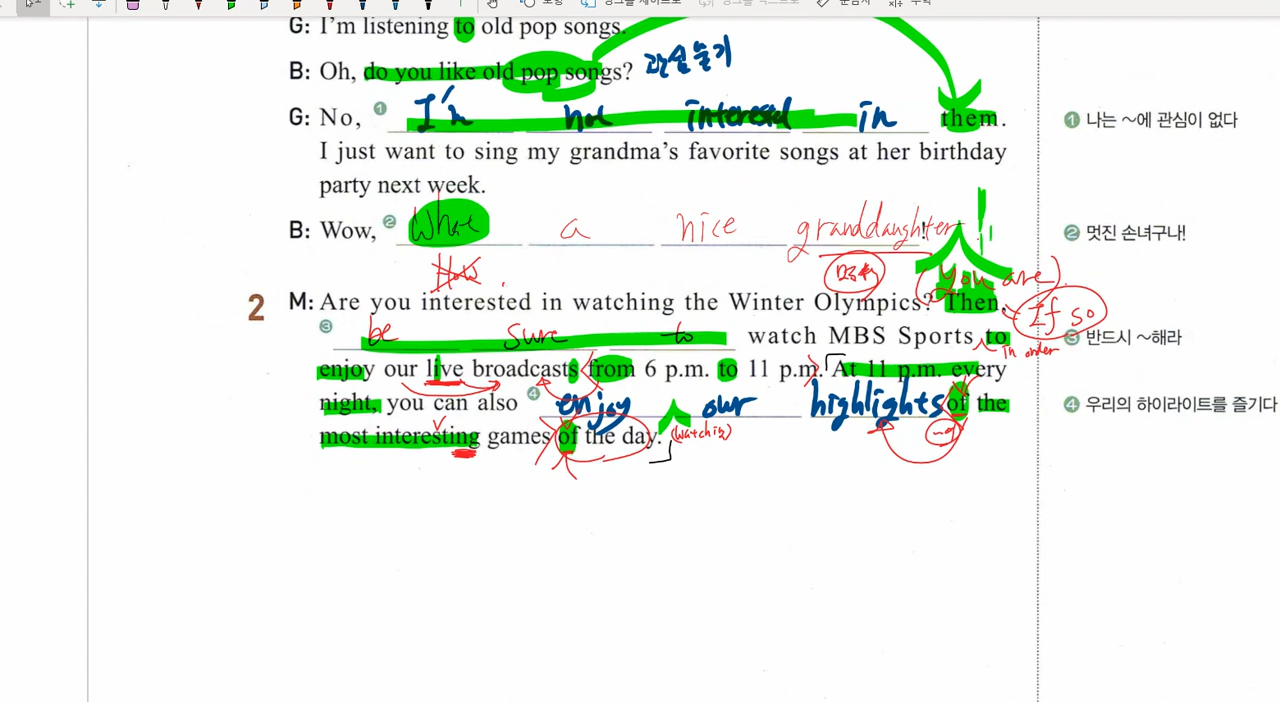 G: I'm listening to old pop songs.
B: Oh, do you like old pop songs? 관심 놀기
G: No, ① I'm not interested in them.
① 나는 ~에 관심이 없다
I just want to sing my grandma's favorite songs at her birthday
party next week.
B: Wow, ② What a nice granddaughter!
② 멋진 손녀구나!
How
(you are)
2 M: Are you interested in watching the Winter Olympics? Then,
If so
③ be sure to watch MBS Sports to
③ 반드시 ~해라
in order
enjoy our live broadcasts from 6 p.m. to 11 p.m. At 11 p.m. every
night, you can also ④ enjoy our highlights of the
④ 우리의 하이라이트를 즐기다
most interesting games of the day.
(watching)